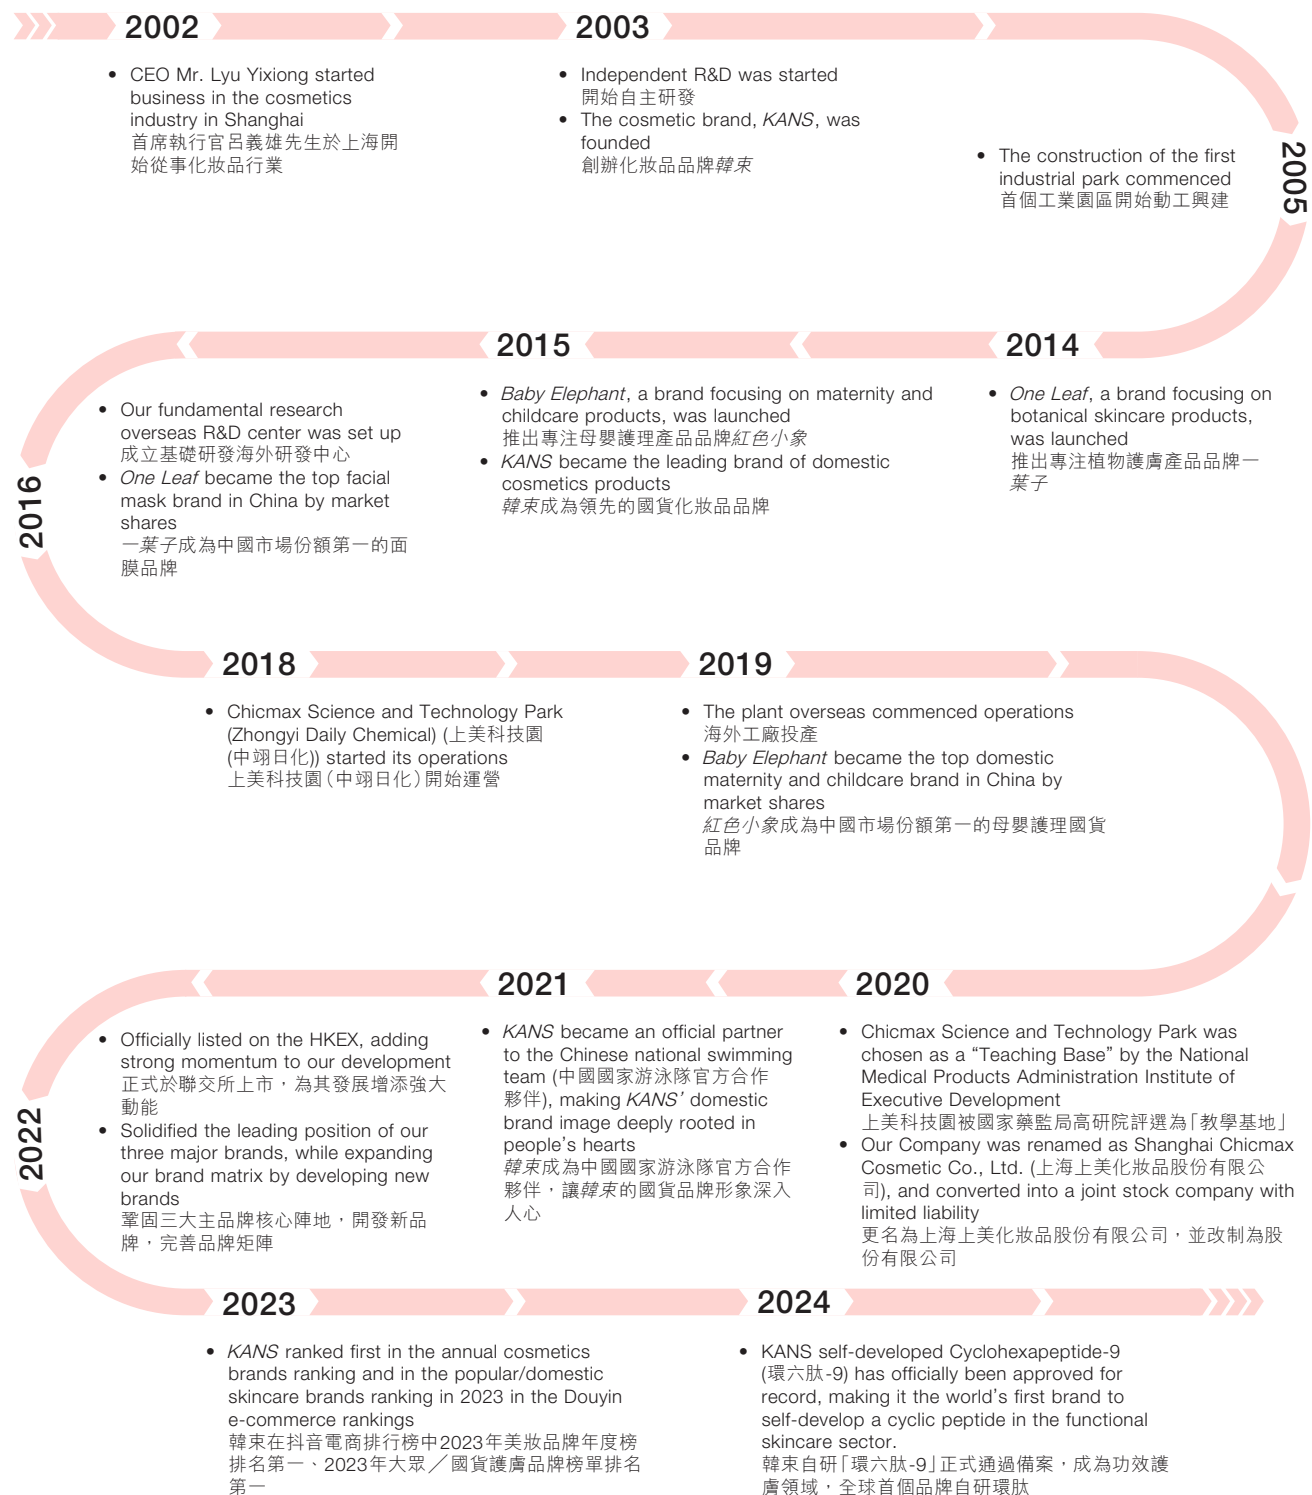 2002
• CEO Mr. Lyu Yixiong started
business in the cosmetics
industry in Shanghai
首席執行官呂義雄先生於上海開
始從事化妝品行業
2003
• Independent R&D was started
開始自主研發
• The cosmetic brand, KANS, was
founded
創辦化妝品品牌韓束
2005
• The construction of the first
industrial park commenced
首個工業園區開始動工興建
2014
• One Leaf, a brand focusing on
botanical skincare products,
was launched
推出專注植物護膚產品品牌一
葉子
2015
• Baby Elephant, a brand focusing on maternity and
childcare products, was launched
推出專注母嬰護理產品品牌紅色小象
• KANS became the leading brand of domestic
cosmetics products
韓束成為領先的國貨化妝品品牌
2016
• Our fundamental research
overseas R&D center was set up
成立基礎研發海外研發中心
• One Leaf became the top facial
mask brand in China by market
shares
一葉子成為中國市場份額第一的面
膜品牌
2018
• Chicmax Science and Technology Park
(Zhongyi Daily Chemical) (上美科技園
(中翊日化)) started its operations
上美科技園(中翊日化)開始運營
2019
• The plant overseas commenced operations
海外工廠投產
• Baby Elephant became the top domestic
maternity and childcare brand in China by
market shares
紅色小象成為中國市場份額第一的母嬰護理國貨
品牌
2020
• Chicmax Science and Technology Park was
chosen as a “Teaching Base” by the National
Medical Products Administration Institute of
Executive Development
上美科技園被國家藥監局高研院評選為「教學基地」
• Our Company was renamed as Shanghai Chicmax
Cosmetic Co., Ltd. (上海上美化妝品股份有限公
司), and converted into a joint stock company with
limited liability
更名為上海上美化妝品股份有限公司，並改制為股
份有限公司
2021
• KANS became an official partner
to the Chinese national swimming
team (中國國家游泳隊官方合作
夥伴), making KANS’ domestic
brand image deeply rooted in
people’s hearts
韓束成為中國國家游泳隊官方合作
夥伴，讓韓束的國貨品牌形象深入
人心
2022
• Officially listed on the HKEX, adding
strong momentum to our development
正式於聯交所上市，為其發展增添強大
動能
• Solidified the leading position of our
three major brands, while expanding
our brand matrix by developing new
brands
鞏固三大主品牌核心陣地，開發新品
牌，完善品牌矩陣
2023
• KANS ranked first in the annual cosmetics
brands ranking and in the popular/domestic
skincare brands ranking in 2023 in the Douyin
e-commerce rankings
韓束在抖音電商排行榜中2023年美妝品牌年度榜
排名第一、2023年大眾／國貨護膚品牌榜單排名
第一
2024
• KANS self-developed Cyclohexapeptide-9
(環六肽-9) has officially been approved for
record, making it the world’s first brand to
self-develop a cyclic peptide in the functional
skincare sector.
韓束自研「環六肽-9」正式通過備案，成為功效護
膚領域，全球首個品牌自研環肽